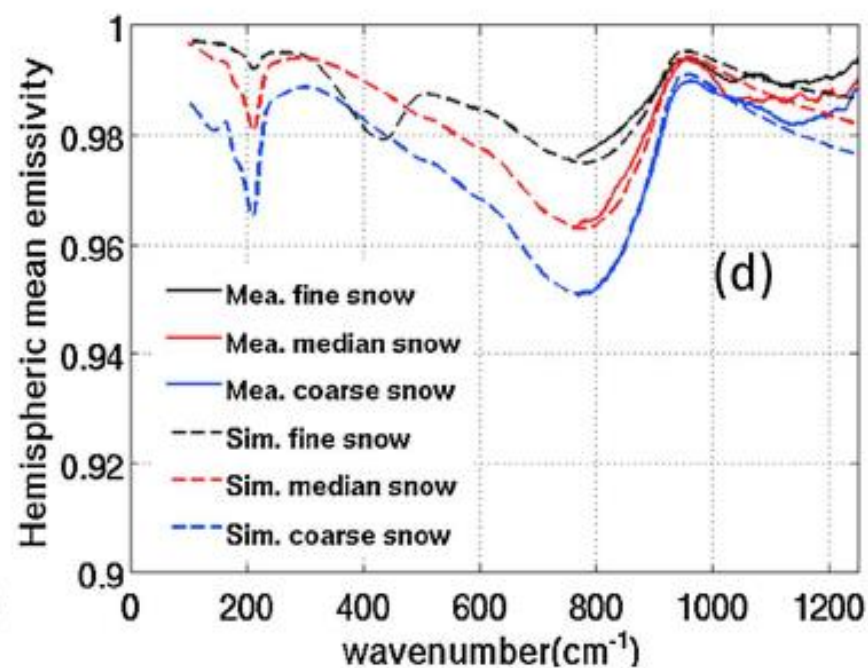 Hemispheric mean emissivity
1
0.98
0.96
0.94
0.92
0.9
(d)
Mea. fine snow
Mea. median snow
Mea. coarse snow
Sim. fine snow
Sim. median snow
Sim. coarse snow
0 200 400 600 800 1000 1200
wavenumber(cm⁻¹)